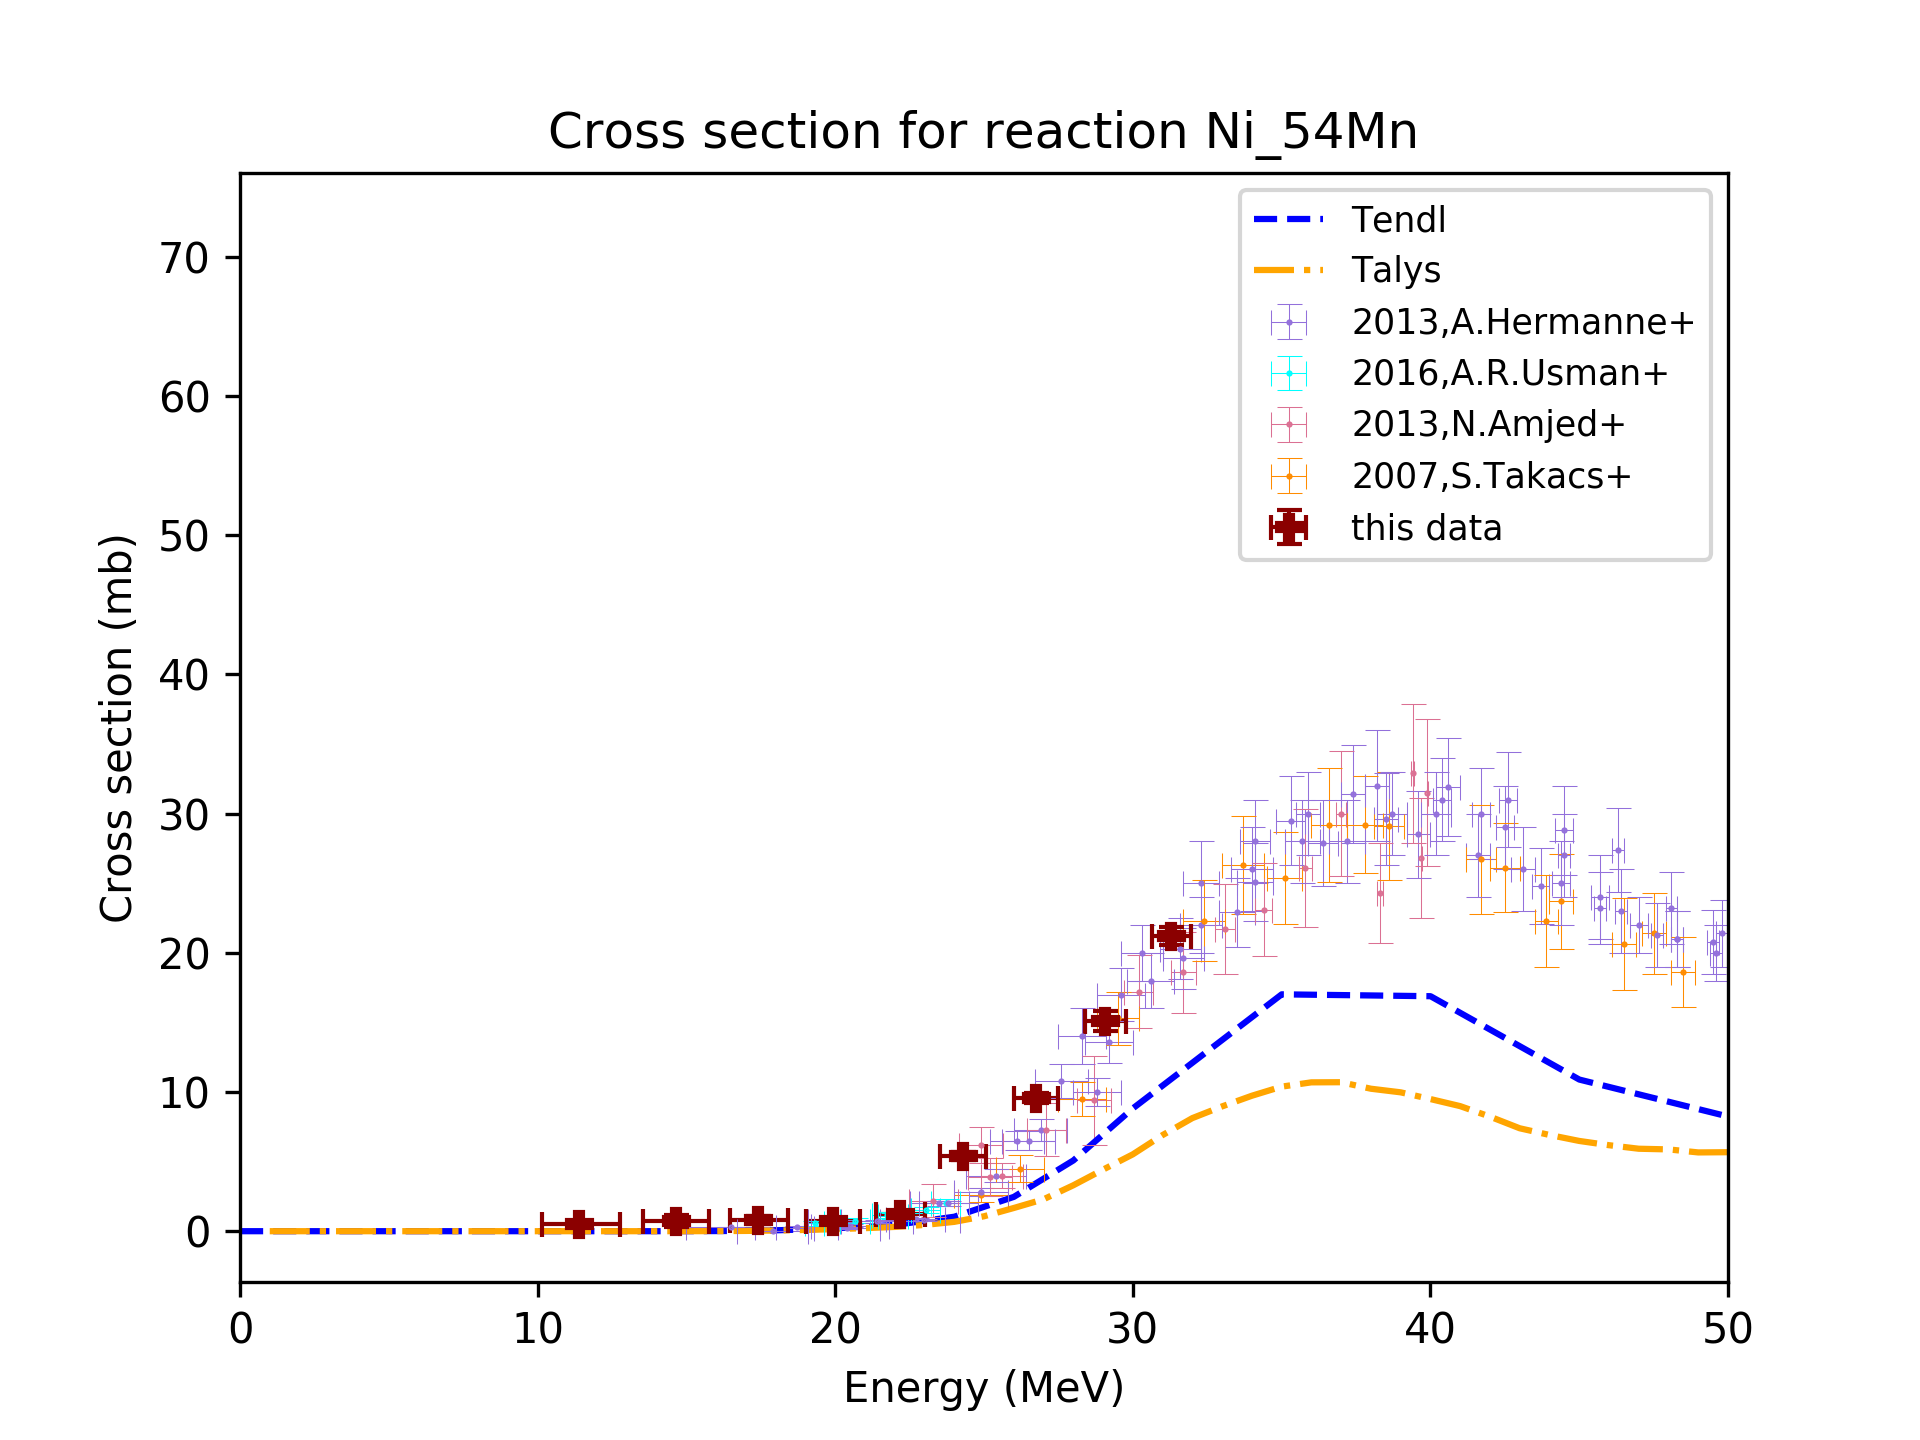 Cross section for reaction Ni_54Mn
Cross section (mb)
70
60
50
40
30
20
10
0
Tendl
Talys
2013,A.Hermanne+
2016,A.R.Usman+
2013,N.Amjed+
2007,S.Takacs+
this data
0 10 20 30 40 50
Energy (MeV)